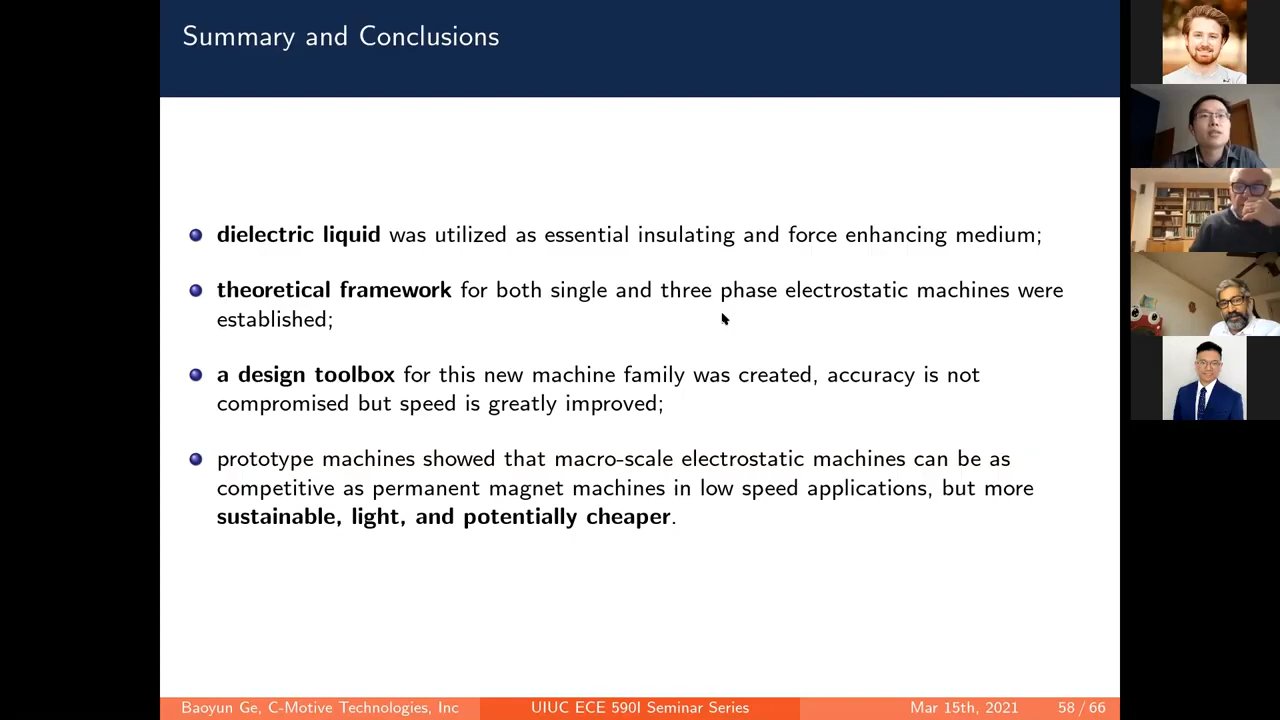 Summary and Conclusions
dielectric liquid was utilized as essential insulating and force enhancing medium;
theoretical framework for both single and three phase electrostatic machines were
established;
a design toolbox for this new machine family was created, accuracy is not
compromised but speed is greatly improved;
prototype machines showed that macro-scale electrostatic machines can be as
competitive as permanent magnet machines in low speed applications, but more
sustainable, light, and potentially cheaper.
Baoyun Ge, C-Motive Technologies, Inc UIUC ECE 590I Seminar Series Mar 15th, 2021 58 / 66